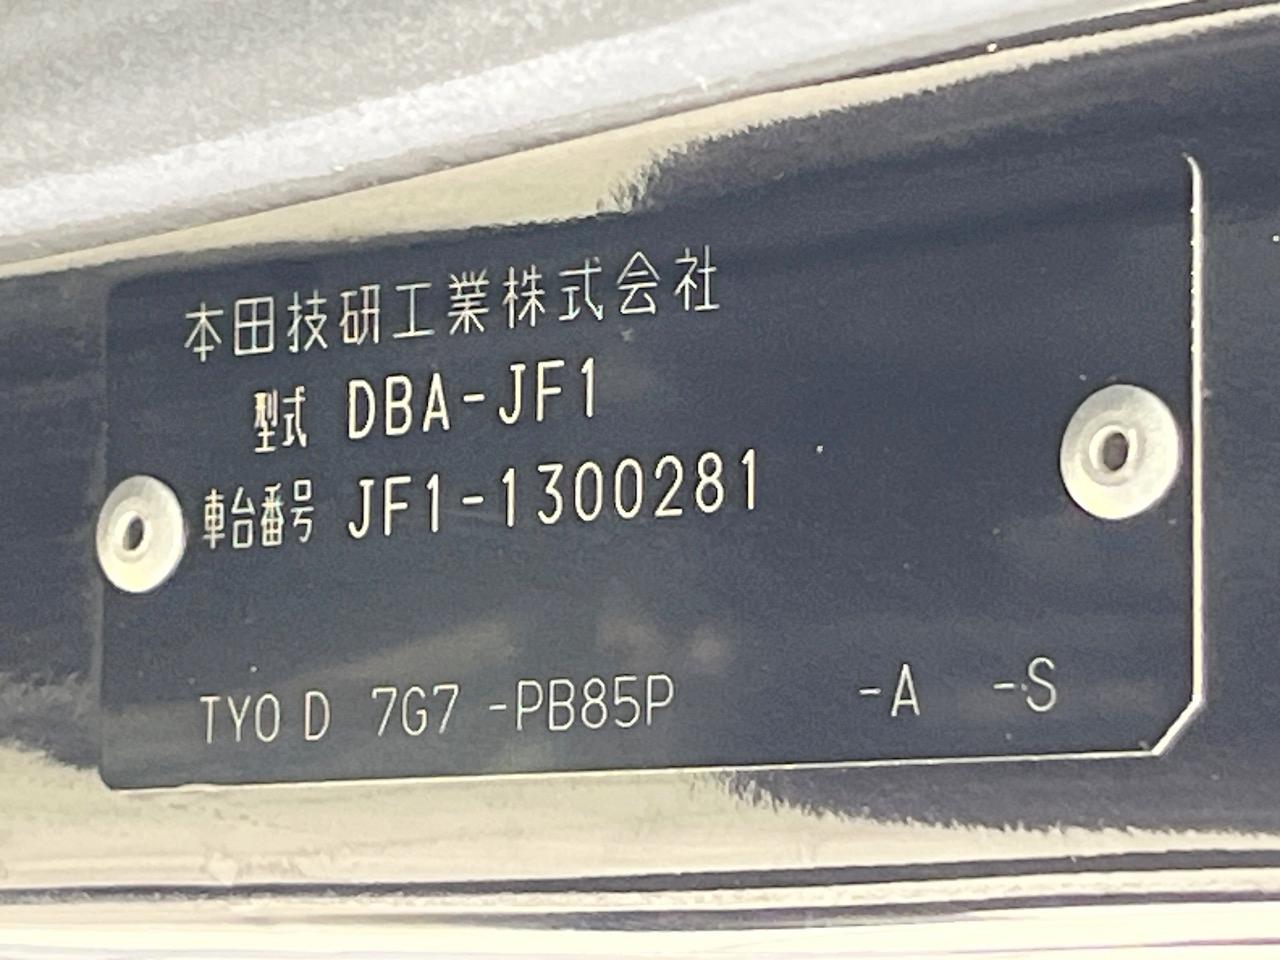 本田技研工業株式会社
型式 DBA-JF1
車台番号 JF1-1300281
TYO D 7G7 -PB85P -A -S